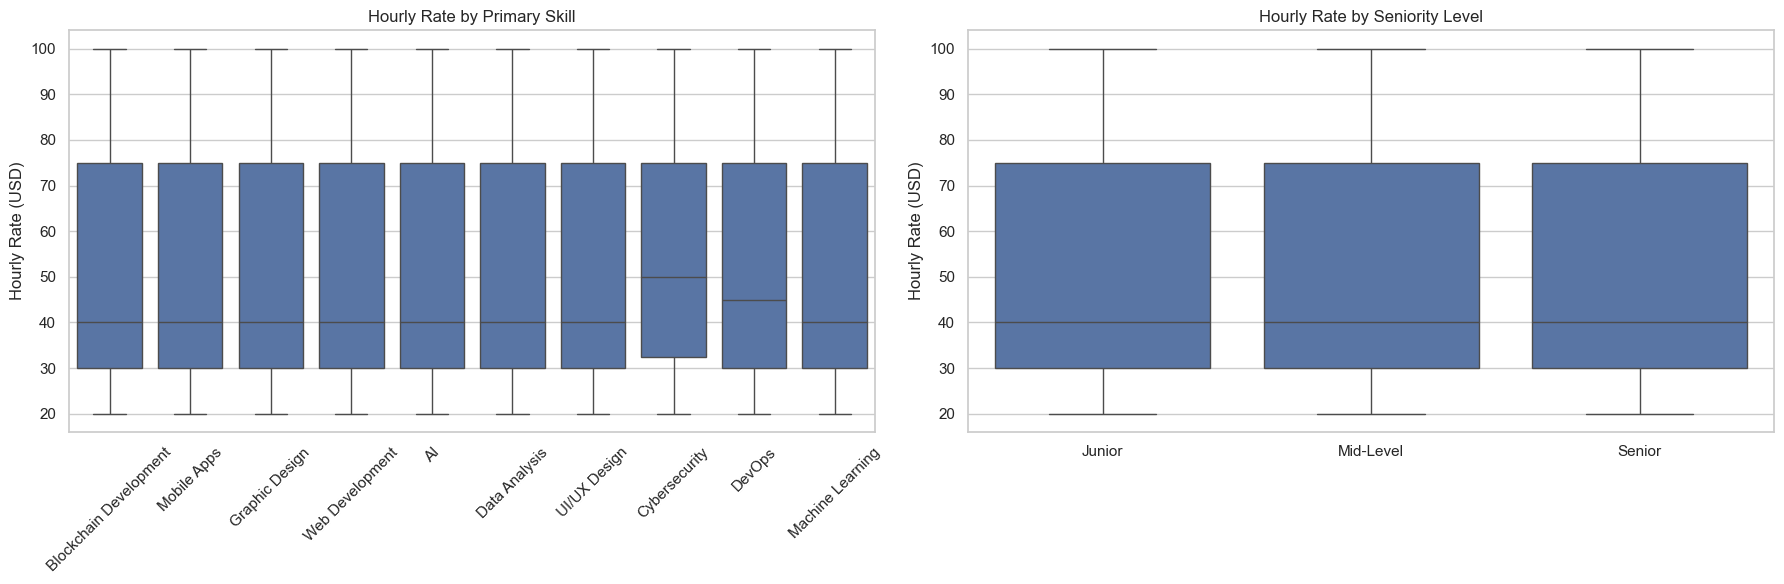 Hourly Rate by Primary Skill
Hourly Rate (USD)
100
90
80
70
60
50
40
30
20
Blockchain Development
Mobile Apps
Graphic Design
Web Development
AI
Data Analysis
UI/UX Design
Cybersecurity
DevOps
Machine Learning
Hourly Rate by Seniority Level
Hourly Rate (USD)
100
90
80
70
60
50
40
30
20
Junior
Mid-Level
Senior